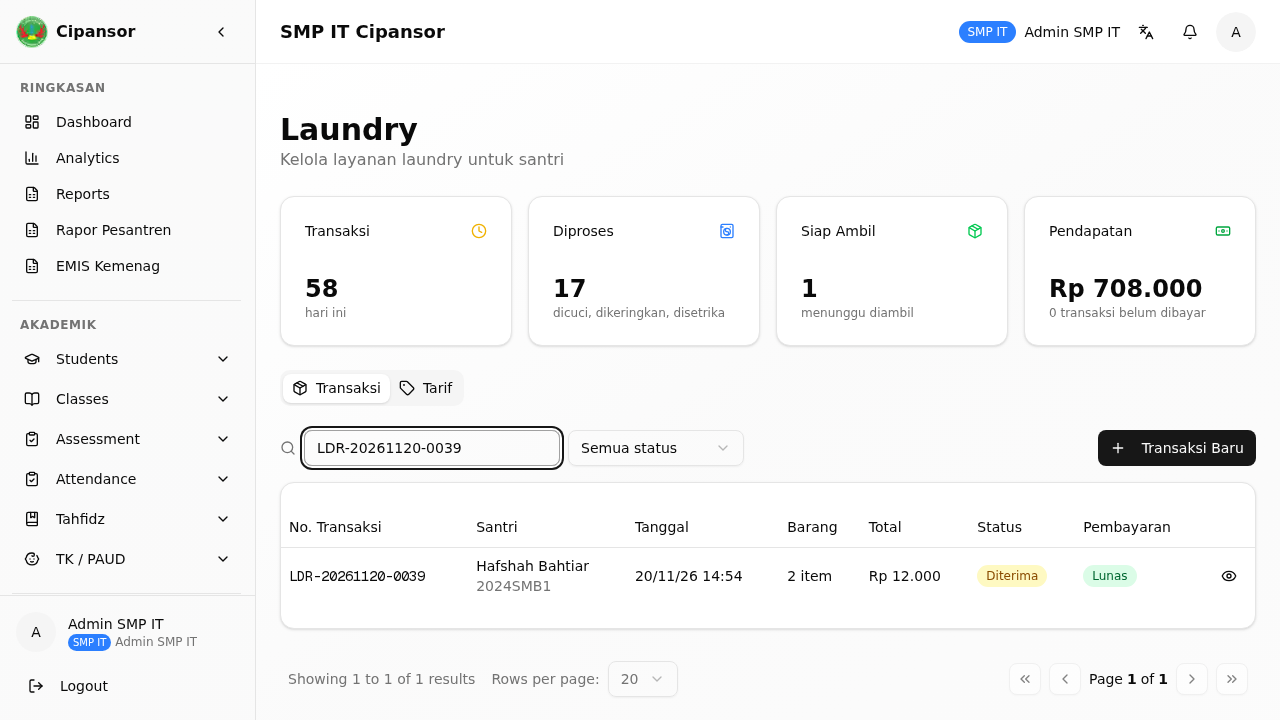 Cipansor
SMP IT Cipansor
SMP IT
Admin SMP IT
A
RINGKASAN
Dashboard
Analytics
Reports
Rapor Pesantren
EMIS Kemenag
AKADEMIK
Students
Classes
Assessment
Attendance
Tahfidz
TK / PAUD
A
Admin SMP IT
SMP IT Admin SMP IT
Logout
Laundry
Kelola layanan laundry untuk santri
Transaksi
58
hari ini
Diproses
17
dicuci, dikeringkan, disetrika
Siap Ambil
1
menunggu diambil
Pendapatan
Rp 708.000
0 transaksi belum dibayar
Transaksi
Tarif
LDR-20261120-0039
Semua status
Transaksi Baru
No. Transaksi Santri Tanggal Barang Total Status Pembayaran
LDR-20261120-0039 Hafshah Bahtiar 20/11/26 14:54 2 item Rp 12.000 Diterima Lunas
2024SMB1
Showing 1 to 1 of 1 results
Rows per page: 20
Page 1 of 1